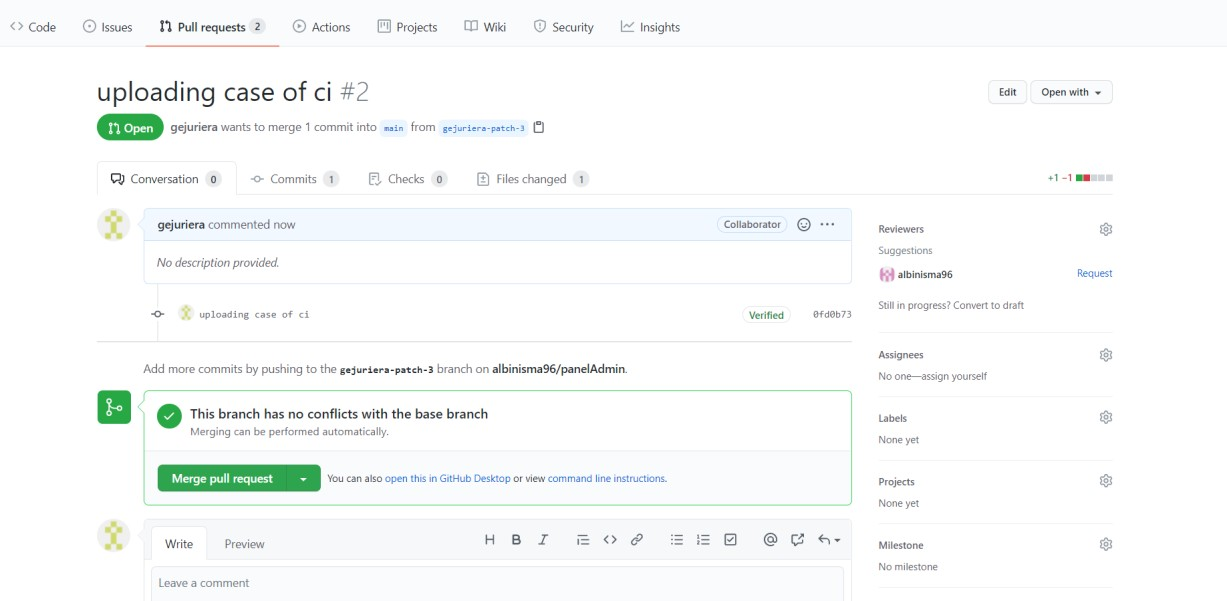 Code Issues Pull requests 2 Actions Projects Wiki Security Insights
uploading case of ci #2
Edit Open with
Open gejuriera wants to merge 1 commit into main from gejuriera-patch-3
Conversation 0 Commits 1 Checks 0 Files changed 1
+1 −1
gejuriera commented now
Collaborator
No description provided.
uploading case of ci
Verified 0fd0b73
Add more commits by pushing to the gejuriera-patch-3 branch on albinisma96/panelAdmin.
This branch has no conflicts with the base branch
Merging can be performed automatically.
Merge pull request
You can also open this in GitHub Desktop or view command line instructions.
Write Preview
H B I
Leave a comment
Reviewers
Suggestions
albinisma96 Request
Still in progress? Convert to draft
Assignees
No one—assign yourself
Labels
None yet
Projects
None yet
Milestone
No milestone